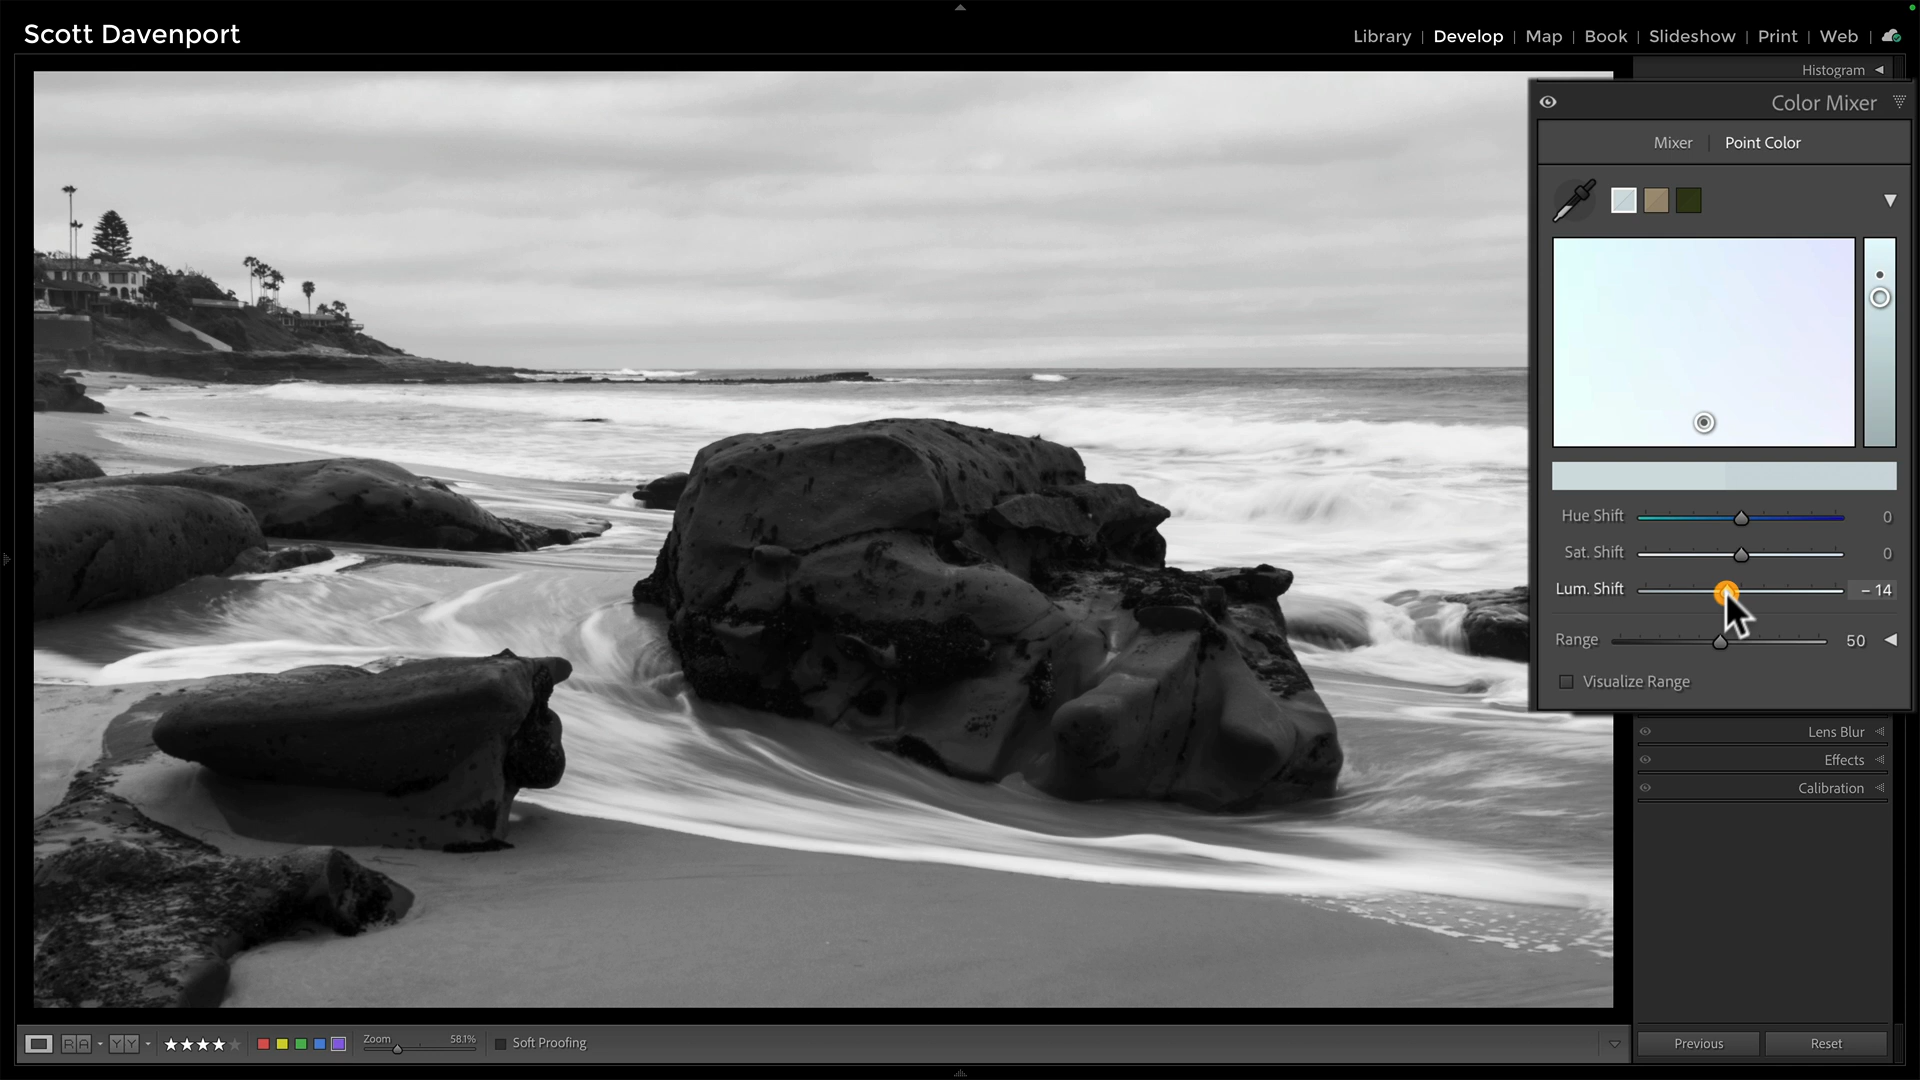 Scott Davenport
Library | Develop | Map | Book | Slideshow | Print | Web |
Histogram
Color Mixer
Mixer | Point Color
Hue Shift 0
Sat. Shift 0
Lum. Shift – 14
Range 50
Visualize Range
Lens Blur
Effects
Calibration
R A Y Y Zoom 58.1% Soft Proofing
Previous Reset